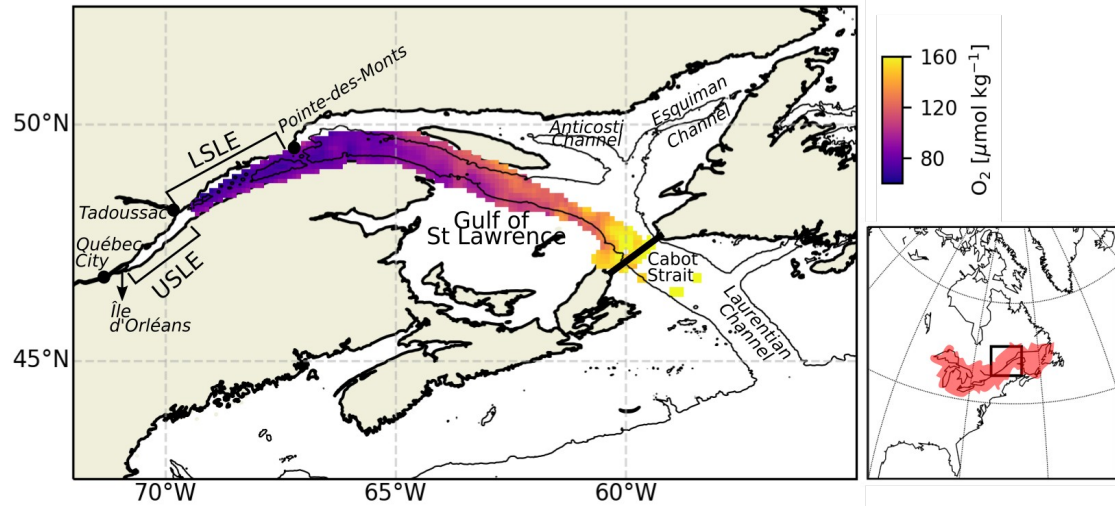 50°N
45°N
70°W
65°W
60°W
LSLE
Pointe-des-Monts
Tadoussac
Québec
City
USLE
Île
d'Orléans
Gulf of
St Lawrence
Anticosti
Channel
Esquiman
Channel
Cabot
Strait
Laurentian
Channel
160
120
80
O₂ [μmol kg⁻¹]